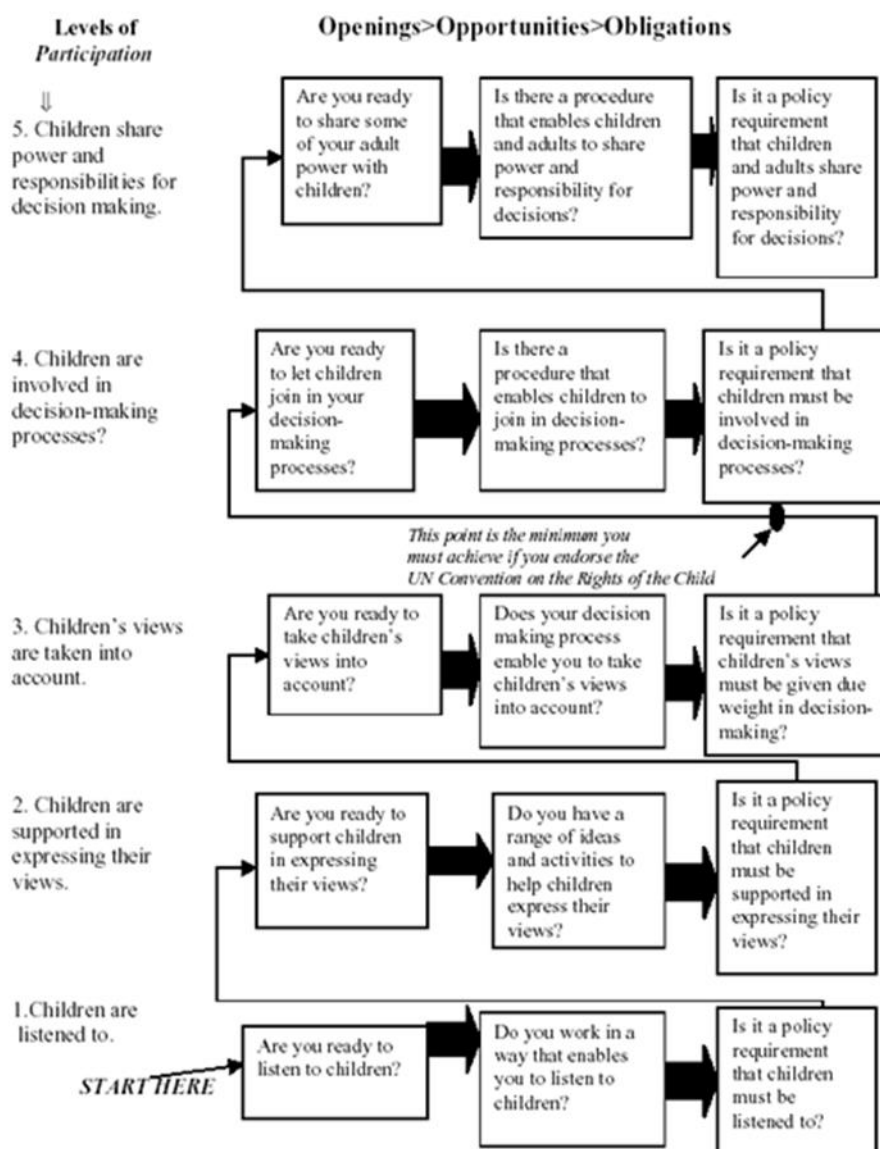 Levels of
Participation
Openings>Opportunities>Obligations
⇓
5. Children share
power and
responsibilities for
decision making.
Are you ready
to share some
of your adult
power with
children?
Is there a procedure
that enables children
and adults to share
power and
responsibility for
decisions?
Is it a policy
requirement
that children
and adults share
power and
responsibility
for decisions?
4. Children are
involved in
decision-making
processes?
Are you ready
to let children
join in your
decision-
making
processes?
Is there a
procedure that
enables children to
join in decision-
making processes?
Is it a policy
requirement that
children must be
involved in
decision-making
processes?
This point is the minimum you
must achieve if you endorse the
UN Convention on the Rights of the Child
3. Children's views
are taken into
account.
Are you ready to
take children's
views into
account?
Does your decision
making process
enable you to take
children's views
into account?
Is it a policy
requirement that
children's views
must be given due
weight in decision-
making?
2. Children are
supported in
expressing their
views.
Are you ready to
support children
in expressing
their views?
Do you have a
range of ideas
and activities to
help children
express their
views?
Is it a policy
requirement
that children
must be
supported in
expressing their
views?
1.Children are
listened to.
START HERE
Are you ready to
listen to children?
Do you work in a
way that enables
you to listen to
children?
Is it a policy
requirement
that children
must be
listened to?